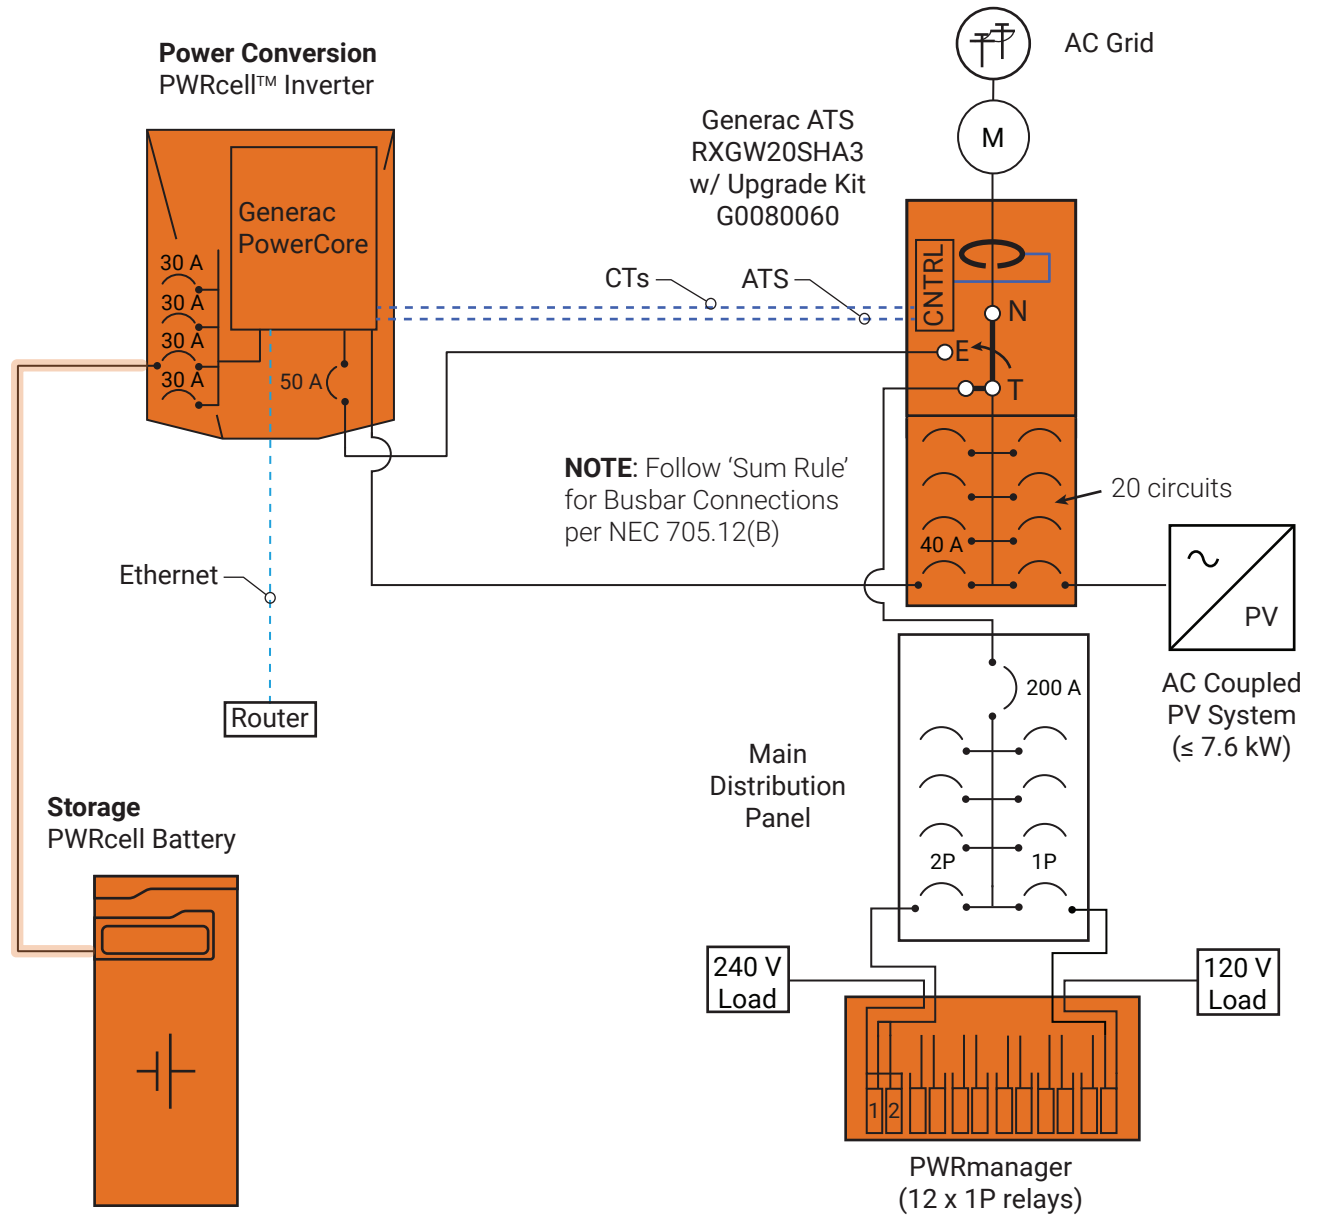 Power Conversion
PWRcell™ Inverter
AC Grid
M
Generac ATS
RXGW20SHA3
w/ Upgrade Kit
G0080060
Generac
PowerCore
30 A
30 A
30 A
30 A
50 A
CTs
ATS
CNTRL
N
E
T
NOTE: Follow ‘Sum Rule’
for Busbar Connections
per NEC 705.12(B)
20 circuits
40 A
Ethernet
Router
PV
AC Coupled
PV System
(≤ 7.6 kW)
200 A
Main
Distribution
Panel
2P
1P
Storage
PWRcell Battery
240 V
Load
120 V
Load
1
2
PWRmanager
(12 x 1P relays)